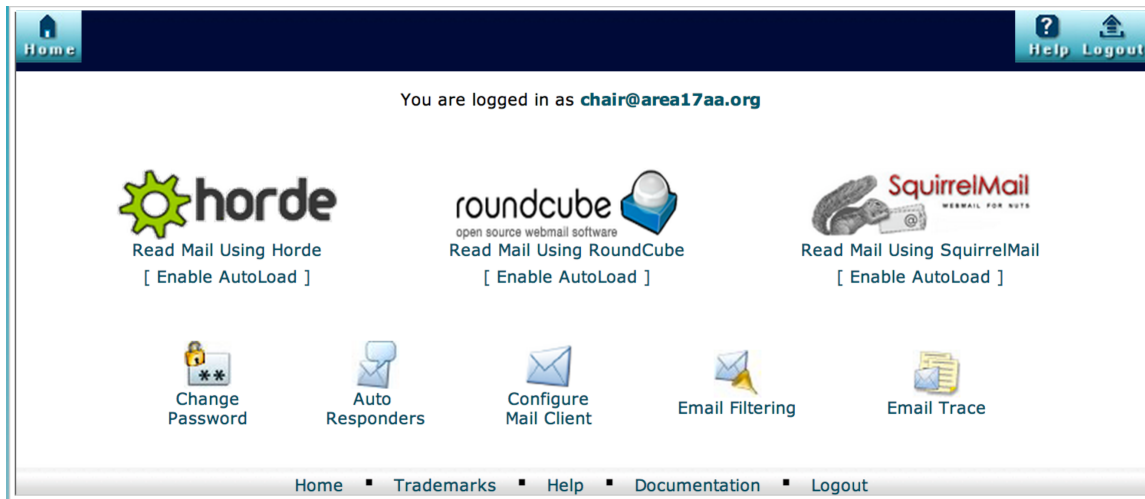 Home
Help Logout
You are logged in as chair@area17aa.org
horde
roundcube
open source webmail software
SquirrelMail
WEBMAIL FOR NUTS
@
Read Mail Using Horde
Read Mail Using RoundCube
Read Mail Using SquirrelMail
[ Enable AutoLoad ]
[ Enable AutoLoad ]
[ Enable AutoLoad ]
**
Change
Password
Auto
Responders
Configure
Mail Client
Email Filtering
Email Trace
Home ▪ Trademarks ▪ Help ▪ Documentation ▪ Logout